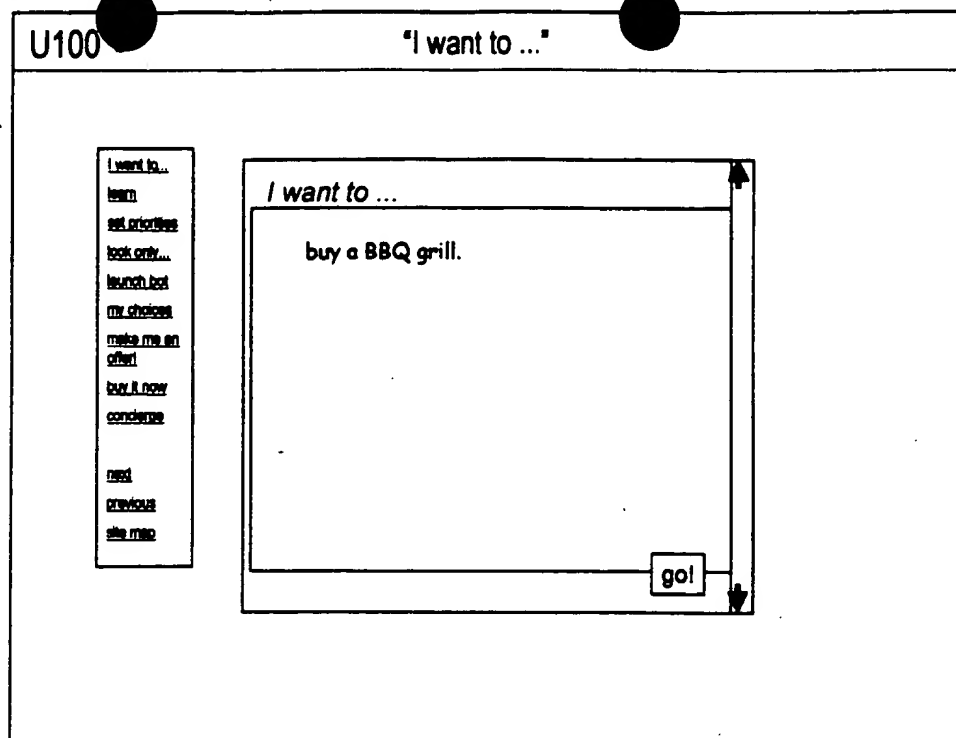 U100
"I want to ..."
I want to...
learn
set priorities
look only...
launch bot
my choices
make me an
offer!
buy it now
concierge
next
previous
site map
I want to ...
buy a BBQ grill.
go!